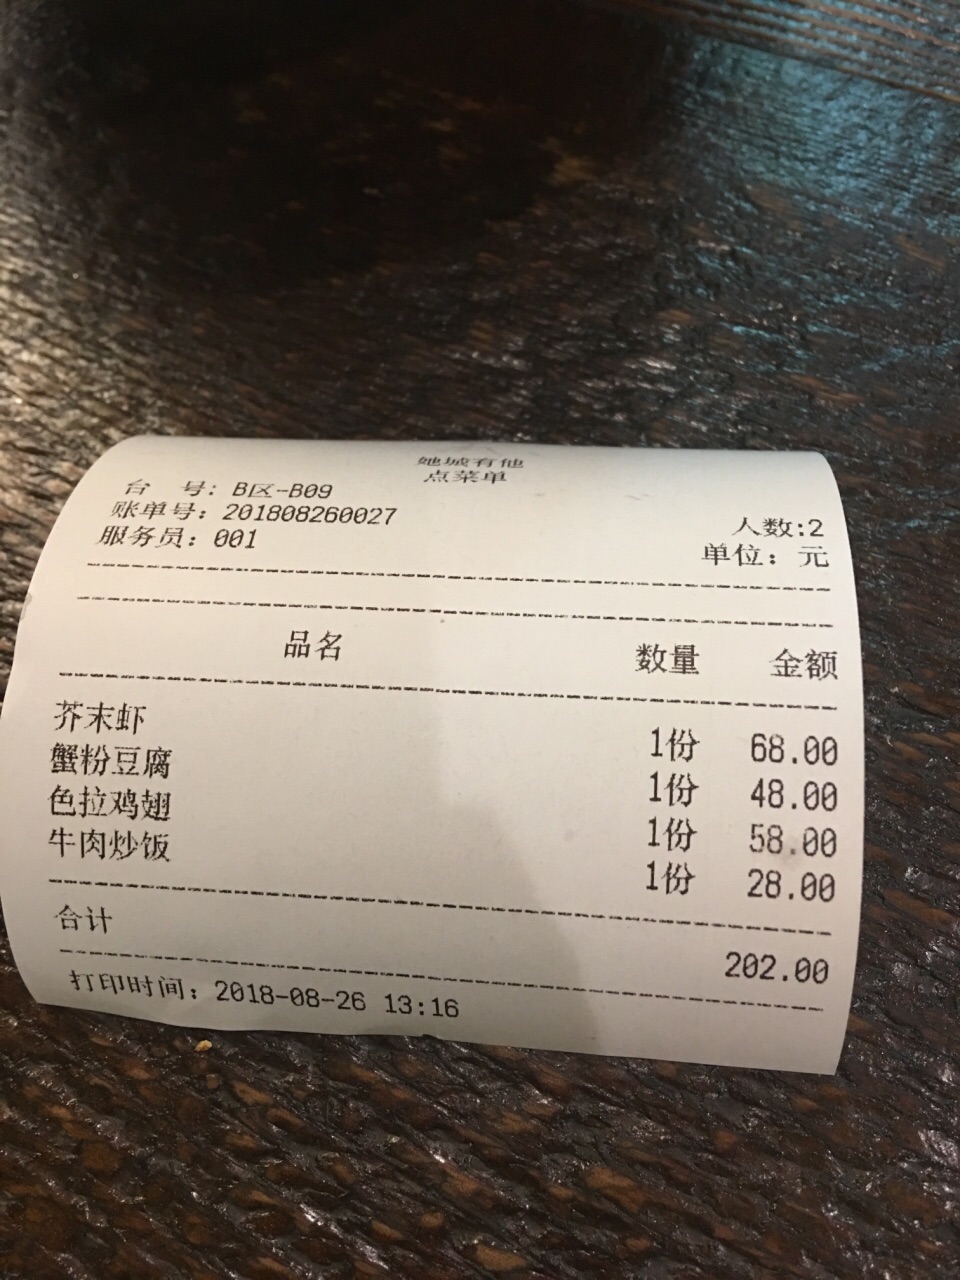 她城有他
点菜单
台 号: B区-B09
账单号: 201808260027 人数:2
服务员: 001 单位: 元
品名 数量 金额
芥末虾 1份 68.00
蟹粉豆腐 1份 48.00
色拉鸡翅 1份 58.00
牛肉炒饭 1份 28.00
合计 202.00
打印时间: 2018-08-26 13:16